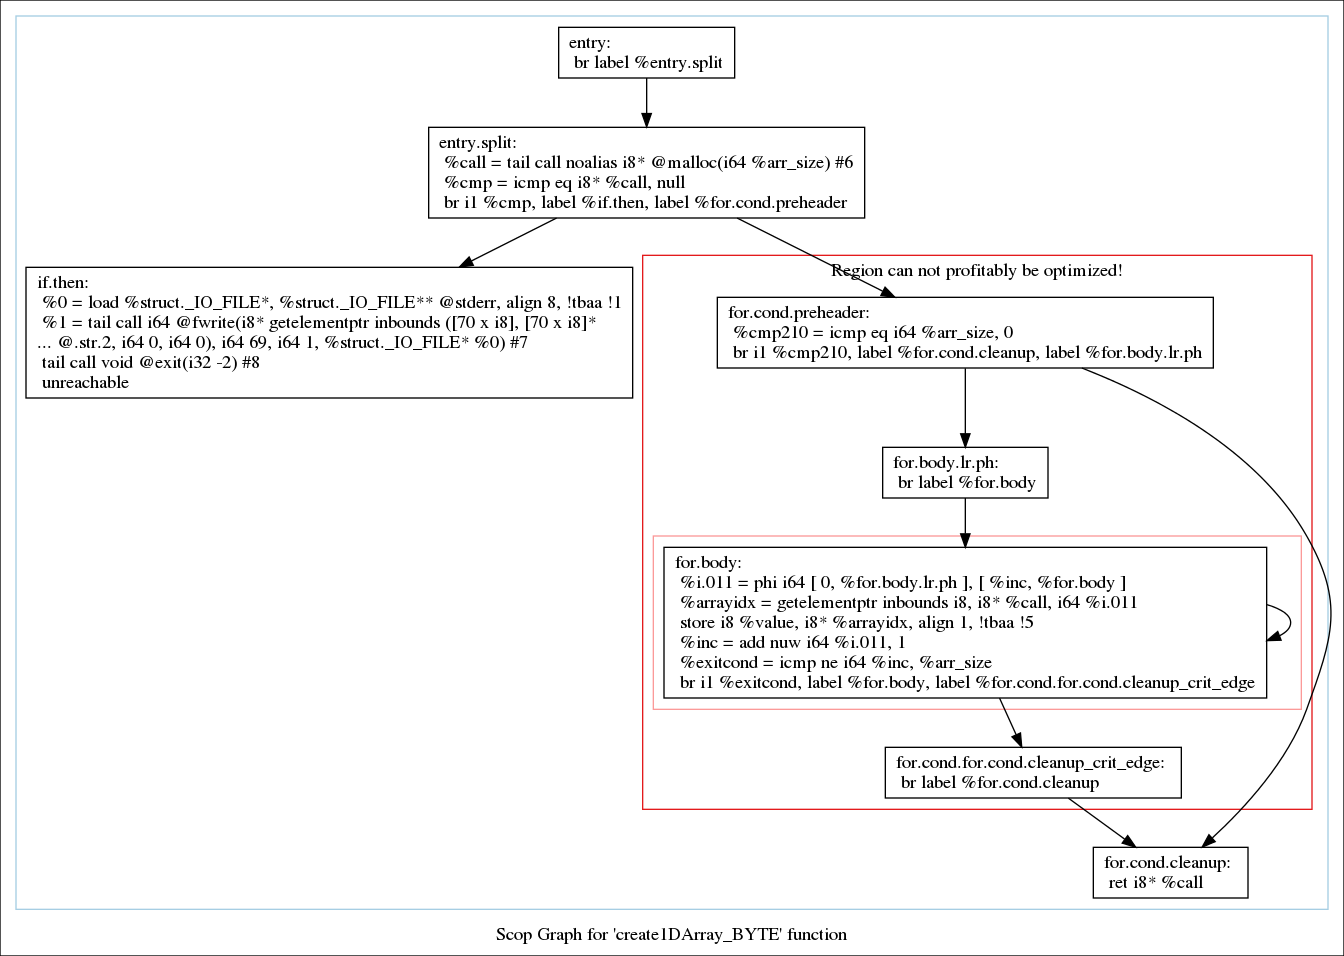 entry:
br label %entry.split
entry.split:
%call = tail call noalias i8* @malloc(i64 %arr_size) #6
%cmp = icmp eq i8* %call, null
br i1 %cmp, label %if.then, label %for.cond.preheader
if.then:
%0 = load %struct._IO_FILE*, %struct._IO_FILE** @stderr, align 8, !tbaa !1
%1 = tail call i64 @fwrite(i8* getelementptr inbounds ([70 x i8], [70 x i8]*
... @.str.2, i64 0, i64 0), i64 69, i64 1, %struct._IO_FILE* %0) #7
tail call void @exit(i32 -2) #8
unreachable
Region can not profitably be optimized!
for.cond.preheader:
%cmp210 = icmp eq i64 %arr_size, 0
br i1 %cmp210, label %for.cond.cleanup, label %for.body.lr.ph
for.body.lr.ph:
br label %for.body
for.body:
%i.011 = phi i64 [ 0, %for.body.lr.ph ], [ %inc, %for.body ]
%arrayidx = getelementptr inbounds i8, i8* %call, i64 %i.011
store i8 %value, i8* %arrayidx, align 1, !tbaa !5
%inc = add nuw i64 %i.011, 1
%exitcond = icmp ne i64 %inc, %arr_size
br i1 %exitcond, label %for.body, label %for.cond.for.cond.cleanup_crit_edge
for.cond.for.cond.cleanup_crit_edge:
br label %for.cond.cleanup
for.cond.cleanup:
ret i8* %call
Scop Graph for 'create1DArray_BYTE' function